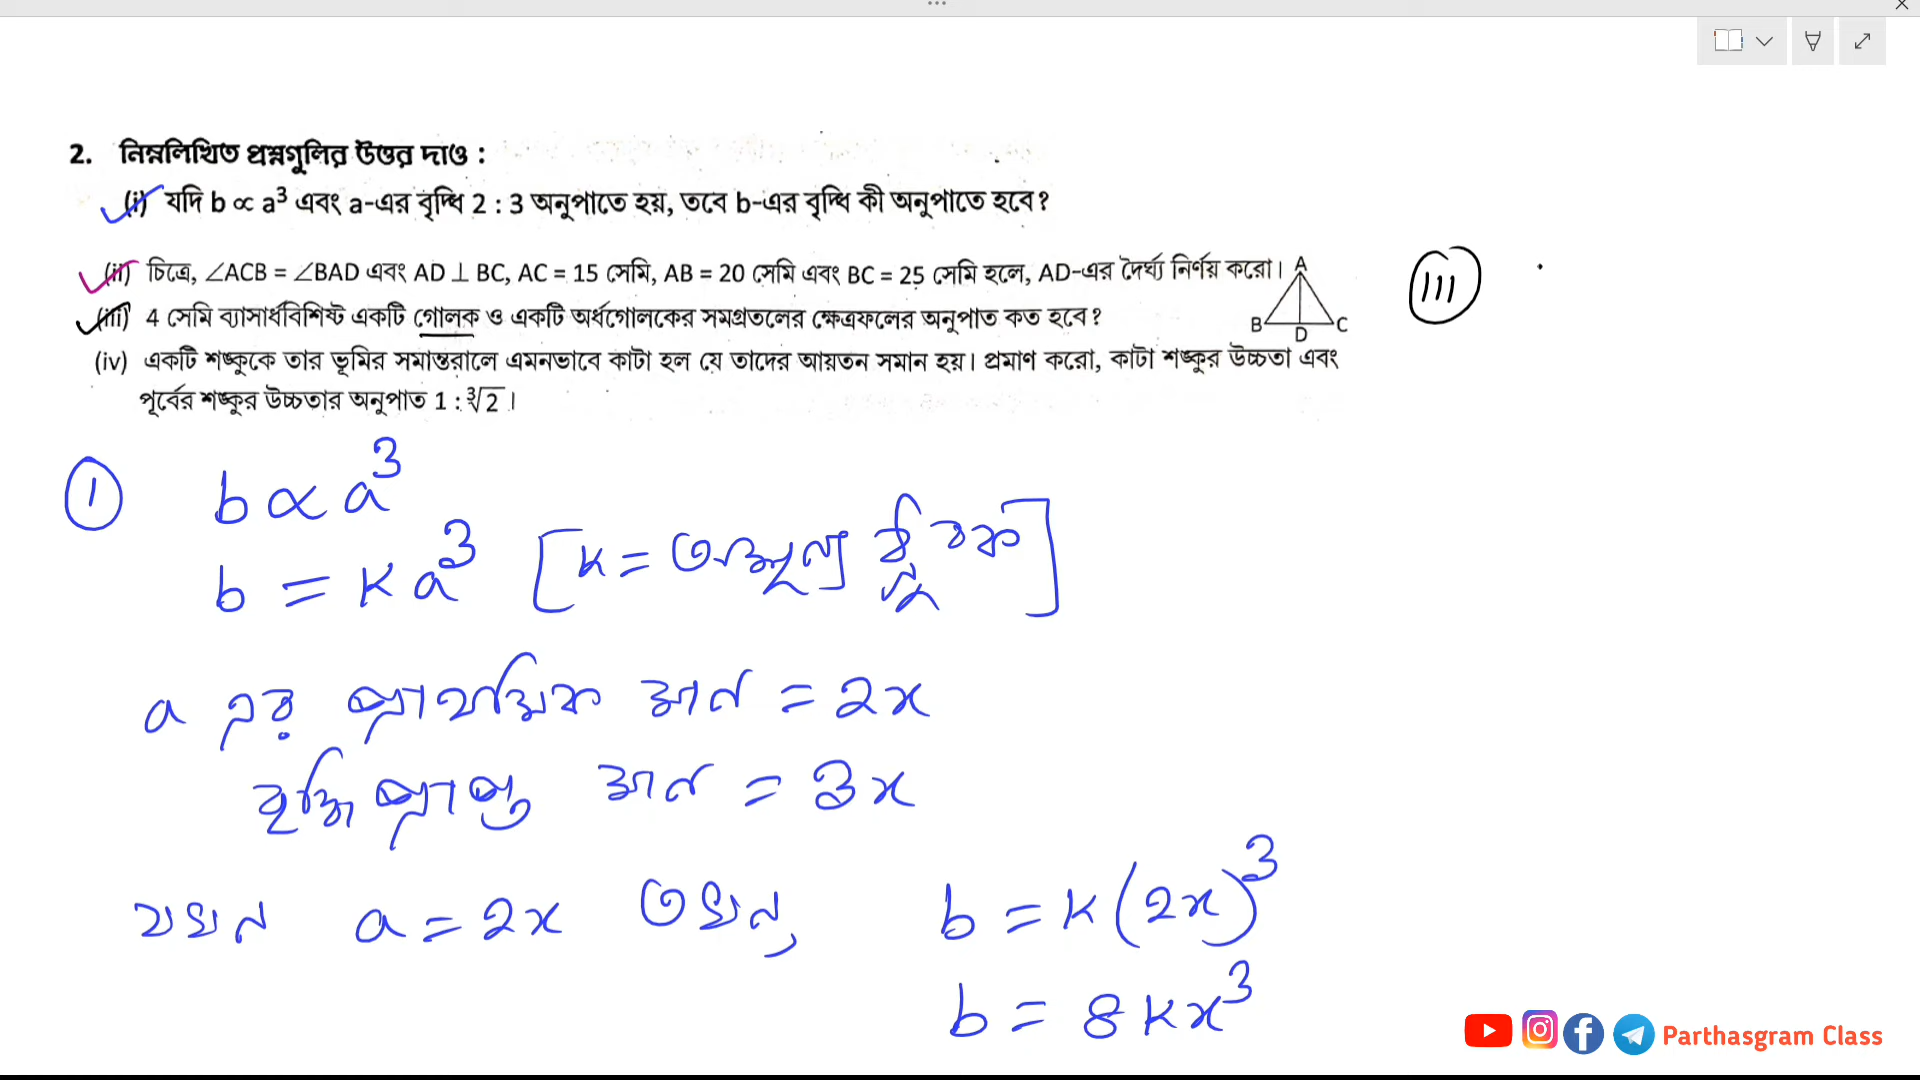 2. নিম্নলিখিত প্রশ্নগুলির উত্তর দাও :
(i) যদি b ∝ a³ এবং a-এর বৃদ্ধি 2 : 3 অনুপাতে হয়, তবে b-এর বৃদ্ধি কী অনুপাতে হবে?
(ii) চিত্রে, ∠ACB = ∠BAD এবং AD ⊥ BC, AC = 15 সেমি, AB = 20 সেমি এবং BC = 25 সেমি হলে, AD-এর দৈর্ঘ্য নির্ণয় করো।
A
B D C
III
(iii) 4 সেমি ব্যাসার্ধবিশিষ্ট একটি গোলক ও একটি অর্ধগোলকের সমগ্রতলের ক্ষেত্রফলের অনুপাত কত হবে?
(iv) একটি শঙ্কুকে তার ভূমির সমান্তরালে এমনভাবে কাটা হল যে তাদের আয়তন সমান হয়। প্রমাণ করো, কাটা শঙ্কুর উচ্চতা এবং
পূর্বের শঙ্কুর উচ্চতার অনুপাত 1 : ∛2।
1 b ∝ a³
b = Ka³ [K = অশূন্য ধ্রুবক]
a এর প্রাথমিক মান = 2x
বৃদ্ধি প্রাপ্ত মান = 3x
যখন a = 2x তখন, b = K(2x)³
b = 8Kx³
Parthasgram Class